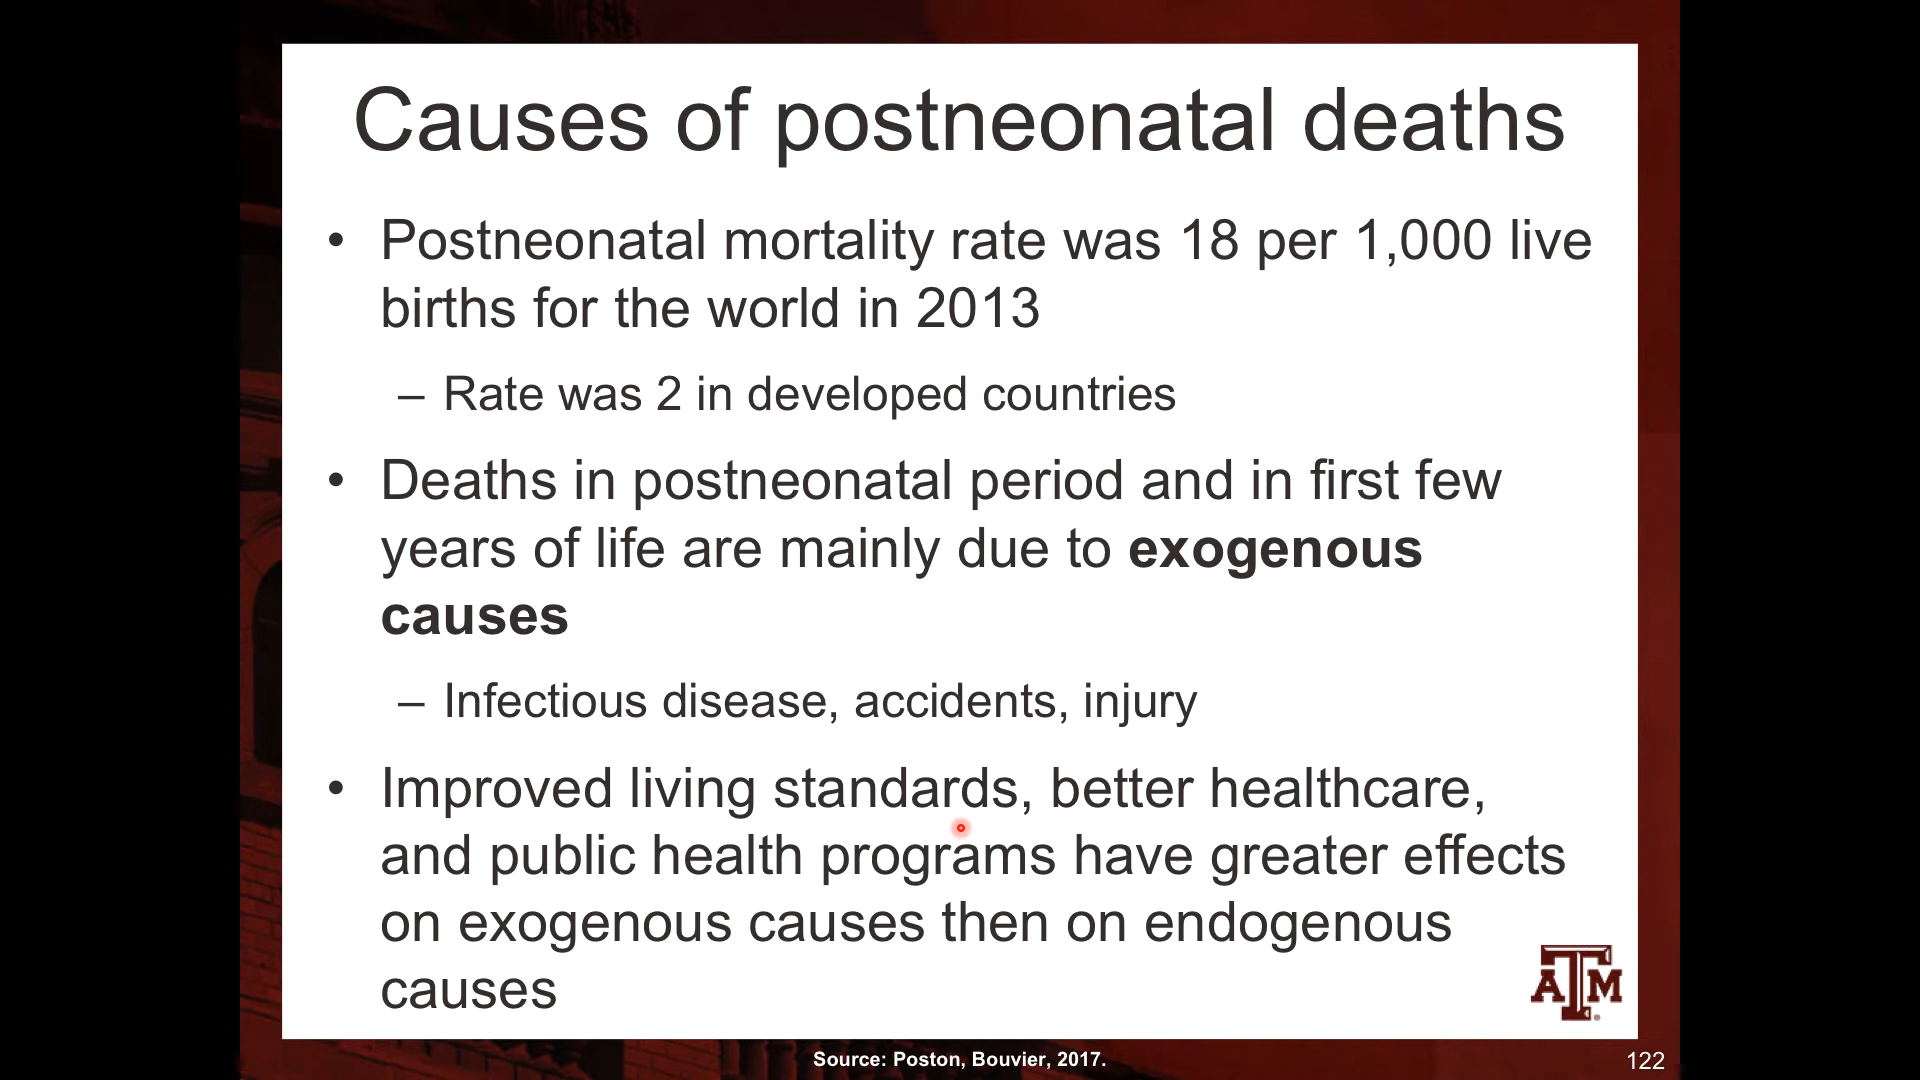 Causes of postneonatal deaths
• Postneonatal mortality rate was 18 per 1,000 live
births for the world in 2013
– Rate was 2 in developed countries
• Deaths in postneonatal period and in first few
years of life are mainly due to exogenous
causes
– Infectious disease, accidents, injury
• Improved living standards, better healthcare,
and public health programs have greater effects
on exogenous causes then on endogenous
causes
ATM®
Source: Poston, Bouvier, 2017.
122